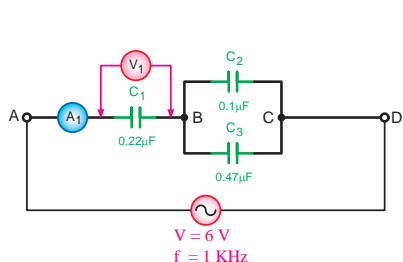 V1
C2
C1
0.1μF
A
A1
B
C
D
C3
0.22μF
0.47μF
V = 6 V
f = 1 KHz